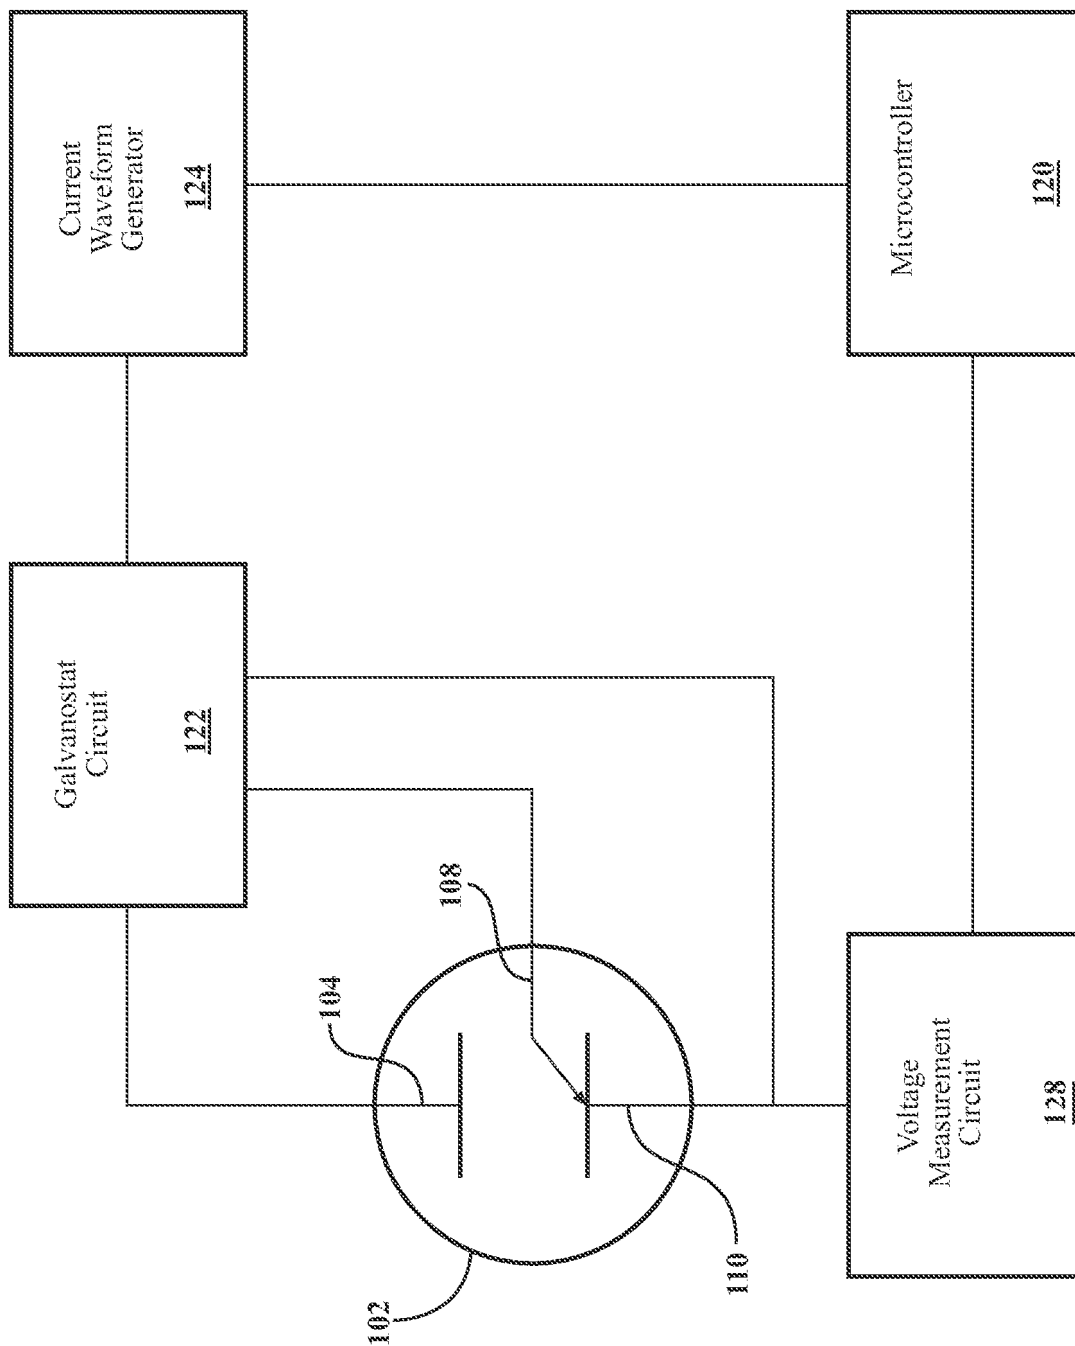 Galvanostat
Circuit
122
Current
Waveform
Generator
124
102
104
108
110
Voltage
Measurement
Circuit
128
Microcontroller
120